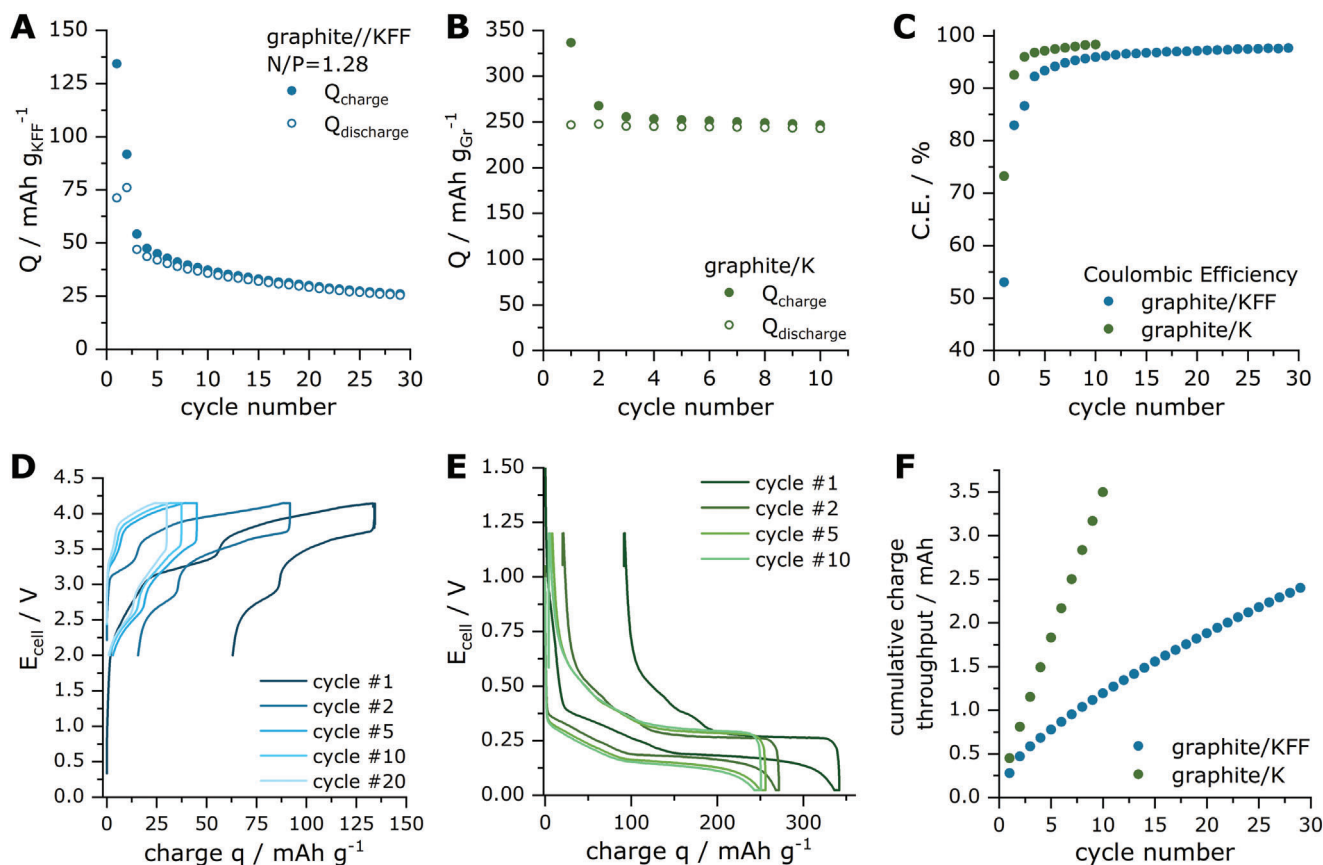 A
graphite//KFF
N/P=1.28
Q_charge
Q_discharge
150
125
100
75
50
25
0
Q / mAh g_KFF^-1
0 5 10 15 20 25 30
cycle number
B
350
300
250
200
150
100
50
0
Q / mAh g_Gr^-1
graphite/K
Q_charge
Q_discharge
0 2 4 6 8 10
cycle number
C
100
90
80
70
60
50
40
C.E. / %
Coulombic Efficiency
graphite/KFF
graphite/K
0 5 10 15 20 25 30
cycle number
D
4.5
4.0
3.5
3.0
2.5
2.0
1.5
1.0
0.5
0.0
E_cell / V
cycle #1
cycle #2
cycle #5
cycle #10
cycle #20
0 25 50 75 100 125 150
charge q / mAh g^-1
E
1.50
1.25
1.00
0.75
0.50
0.25
0.00
E_cell / V
cycle #1
cycle #2
cycle #5
cycle #10
0 100 200 300
charge q / mAh g^-1
F
3.5
3.0
2.5
2.0
1.5
1.0
0.5
0.0
cumulative charge
throughput / mAh
graphite/KFF
graphite/K
0 5 10 15 20 25 30
cycle number